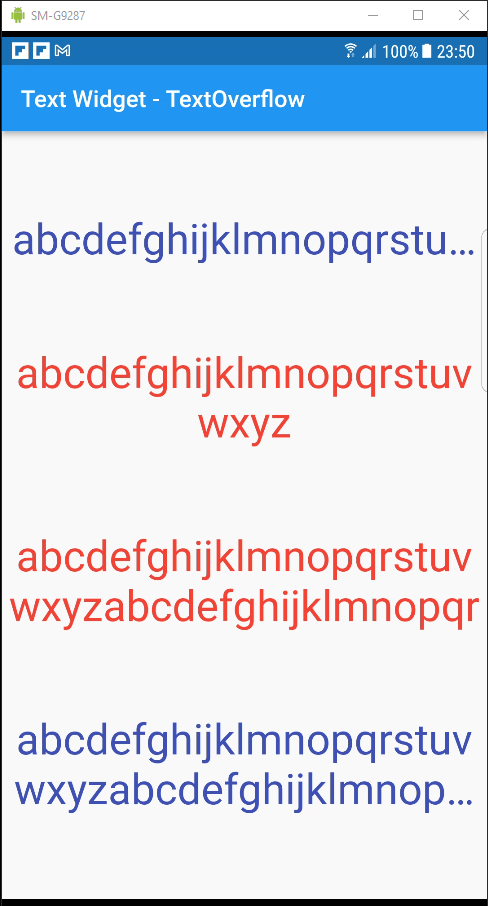 SM-G9287
100% 23:50
Text Widget - TextOverflow
abcdefghijklmnopqrstu...
abcdefghijklmnopqrstuv
wxyz
abcdefghijklmnopqrstuv
wxyzabcdefghijklmnopqr
abcdefghijklmnopqrstuv
wxyzabcdefghijklmnop...